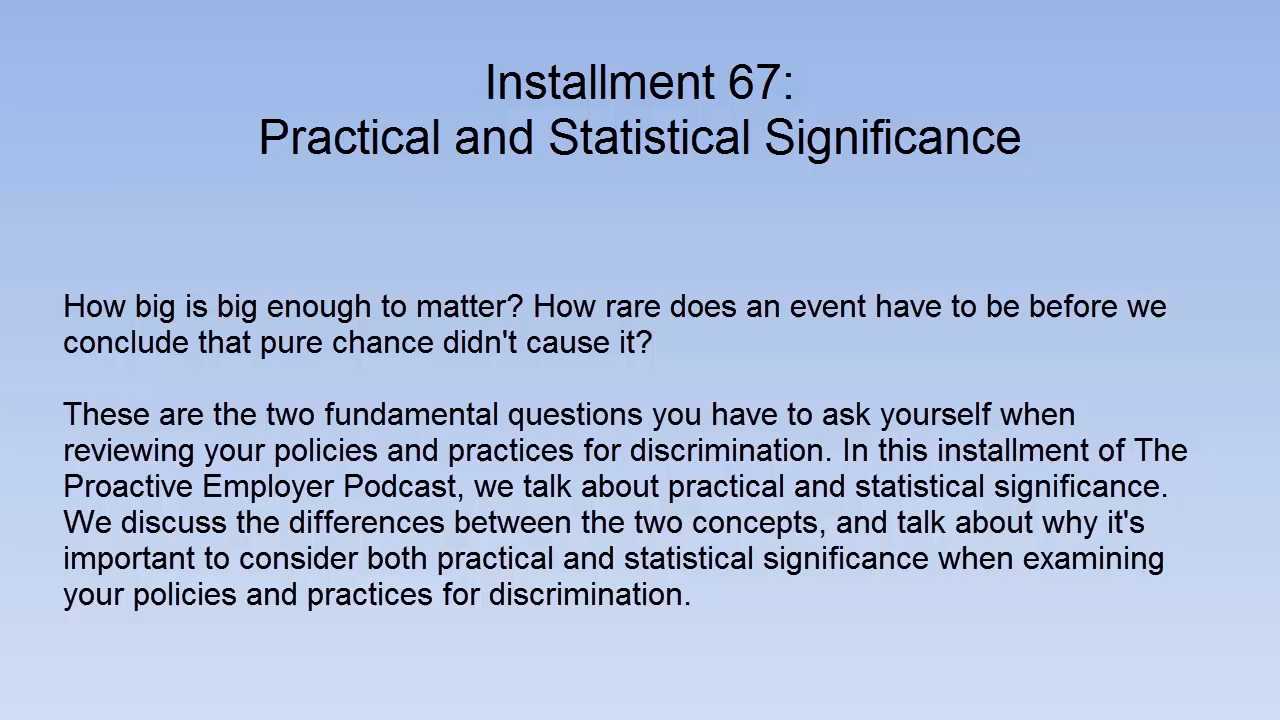 Installment 67:
Practical and Statistical Significance
How big is big enough to matter? How rare does an event have to be before we
conclude that pure chance didn't cause it?
These are the two fundamental questions you have to ask yourself when
reviewing your policies and practices for discrimination. In this installment of The
Proactive Employer Podcast, we talk about practical and statistical significance.
We discuss the differences between the two concepts, and talk about why it's
important to consider both practical and statistical significance when examining
your policies and practices for discrimination.